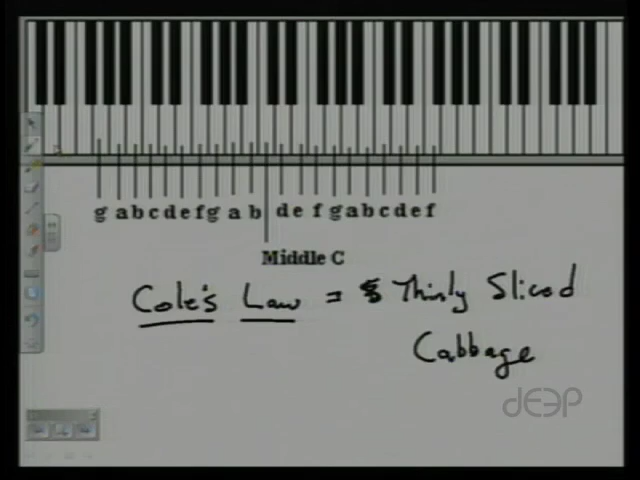 g a b c d e f g a b d e f g a b c d e f
Middle C
Cole's Law = Thinly Sliced
Cabbage
deep